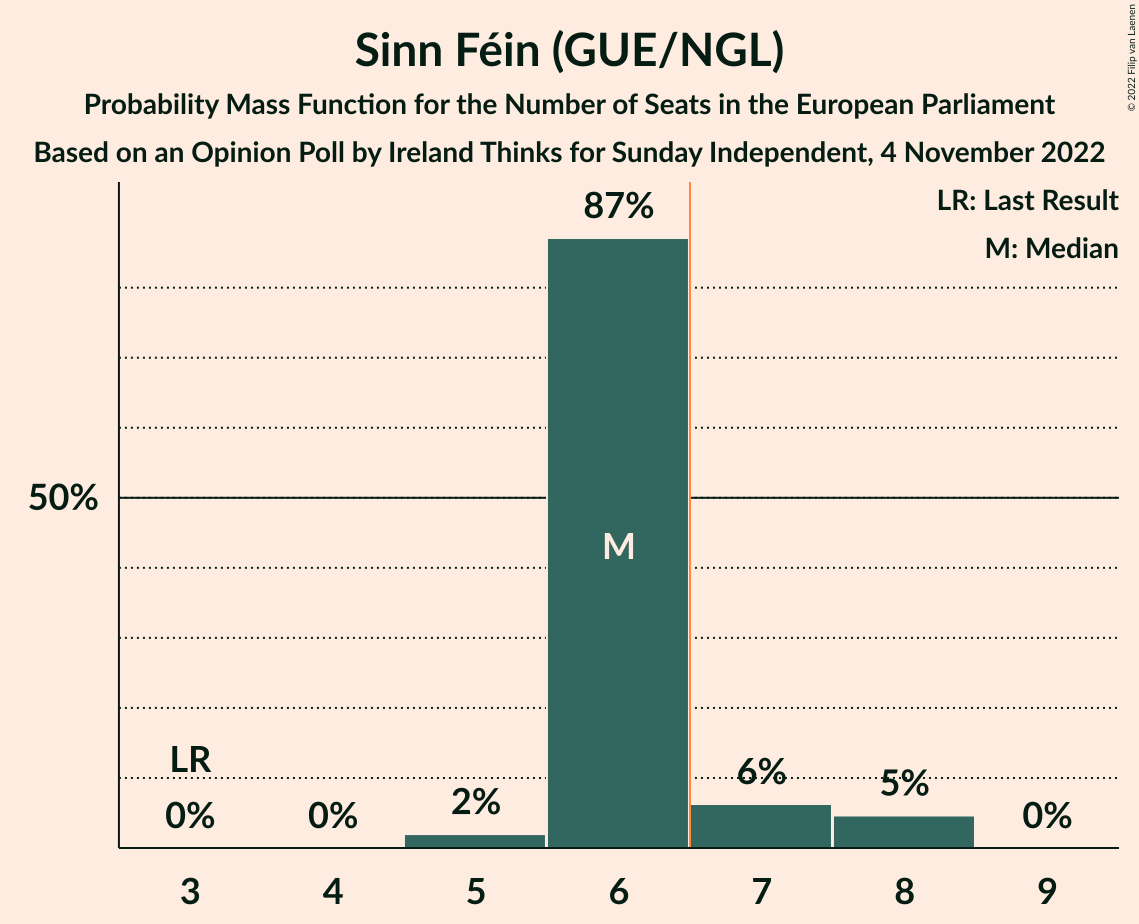 Sinn Féin (GUE/NGL)
Probability Mass Function for the Number of Seats in the European Parliament
Based on an Opinion Poll by Ireland Thinks for Sunday Independent, 4 November 2022
© 2022 Filip van Laenen
LR: Last Result
M: Median
87%
50%
M
LR
0%
0%
2%
6%
5%
0%
3
4
5
6
7
8
9